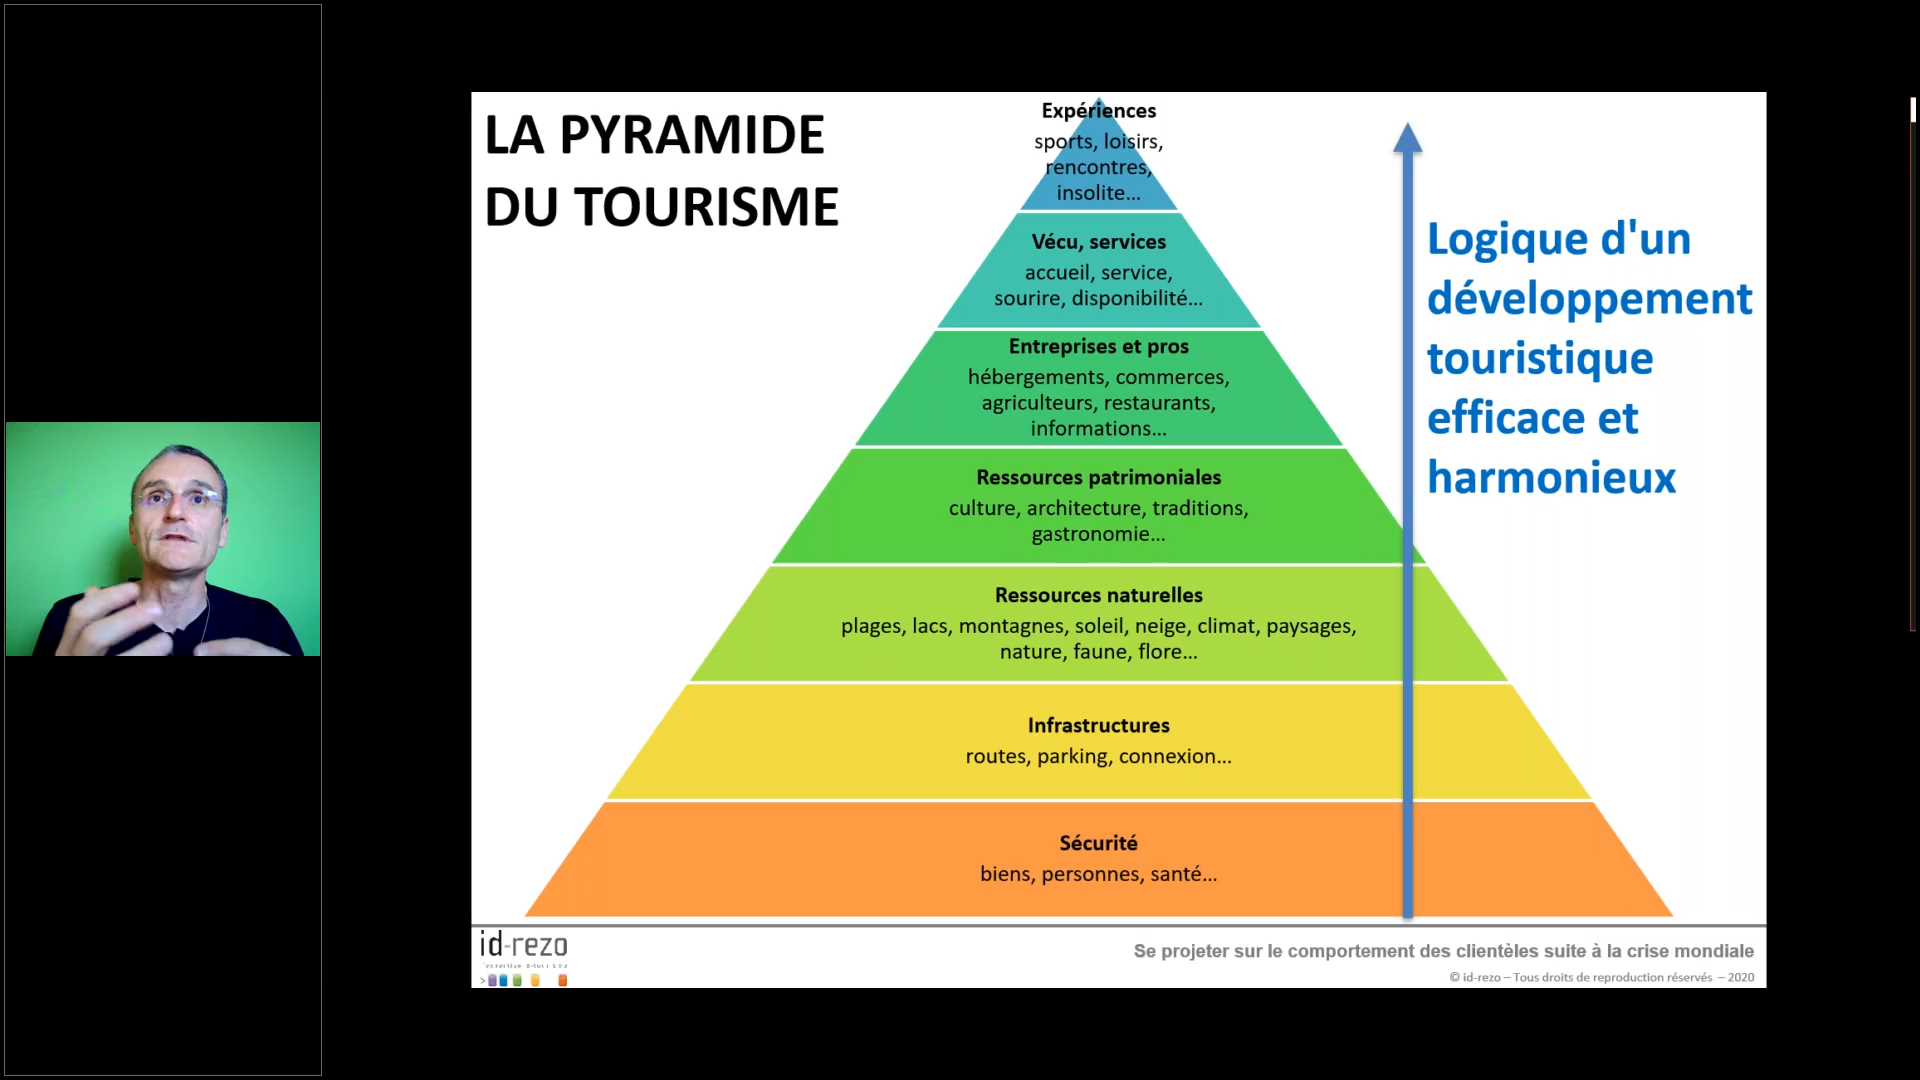 LA PYRAMIDE
DU TOURISME
Expériences
sports, loisirs,
rencontres,
insolite...
Vécu, services
accueil, service,
sourire, disponibilité...
Entreprises et pros
hébergements, commerces,
agriculteurs, restaurants,
informations...
Ressources patrimoniales
culture, architecture, traditions,
gastronomie...
Ressources naturelles
plages, lacs, montagnes, soleil, neige, climat, paysages,
nature, faune, flore...
Infrastructures
routes, parking, connexion...
Sécurité
biens, personnes, santé...
Logique d'un
développement
touristique
efficace et
harmonieux
id-rezo
Se projeter sur le comportement des clientèles suite à la crise mondiale
© id-rezo – Tous droits de reproduction réservés – 2020